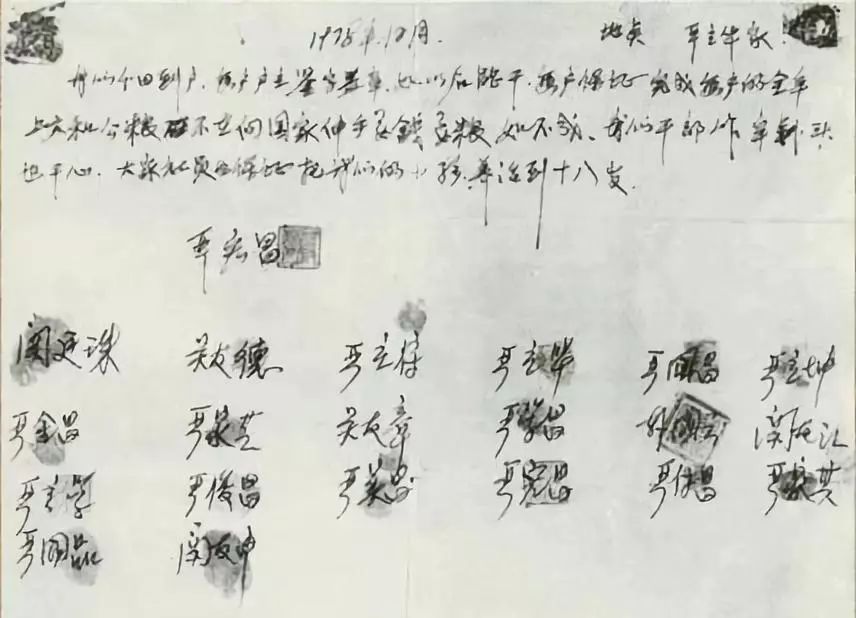 1978年12月. 地点 严立华家
我们分田到户,每户户主签字盖章,如以后能干,每户保证完成每户的全年
上交和公粮 不在向国家伸手要钱要粮 如不成、我们干部作牢刹头
也干心,大家社员也保证把我们的小孩养活到十八岁.
严宏昌
关廷珠 关友德 严立符 严立华 严国昌 严立坤
严金昌 严家芝 关友章 严学昌 韩国云 关友江
严立学 严俊昌 严美昌 严宏昌 严付昌 严家其
严国品 关友申